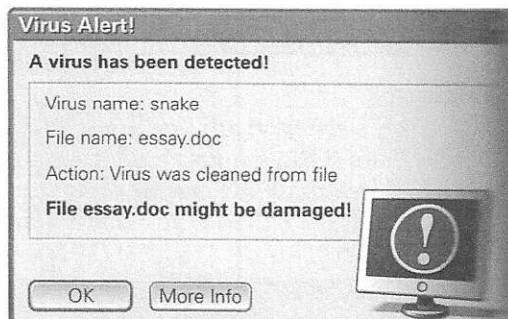 Virus Alert!
A virus has been detected!
Virus name: snake
File name: essay.doc
Action: Virus was cleaned from file
File essay.doc might be damaged!
OK
More Info